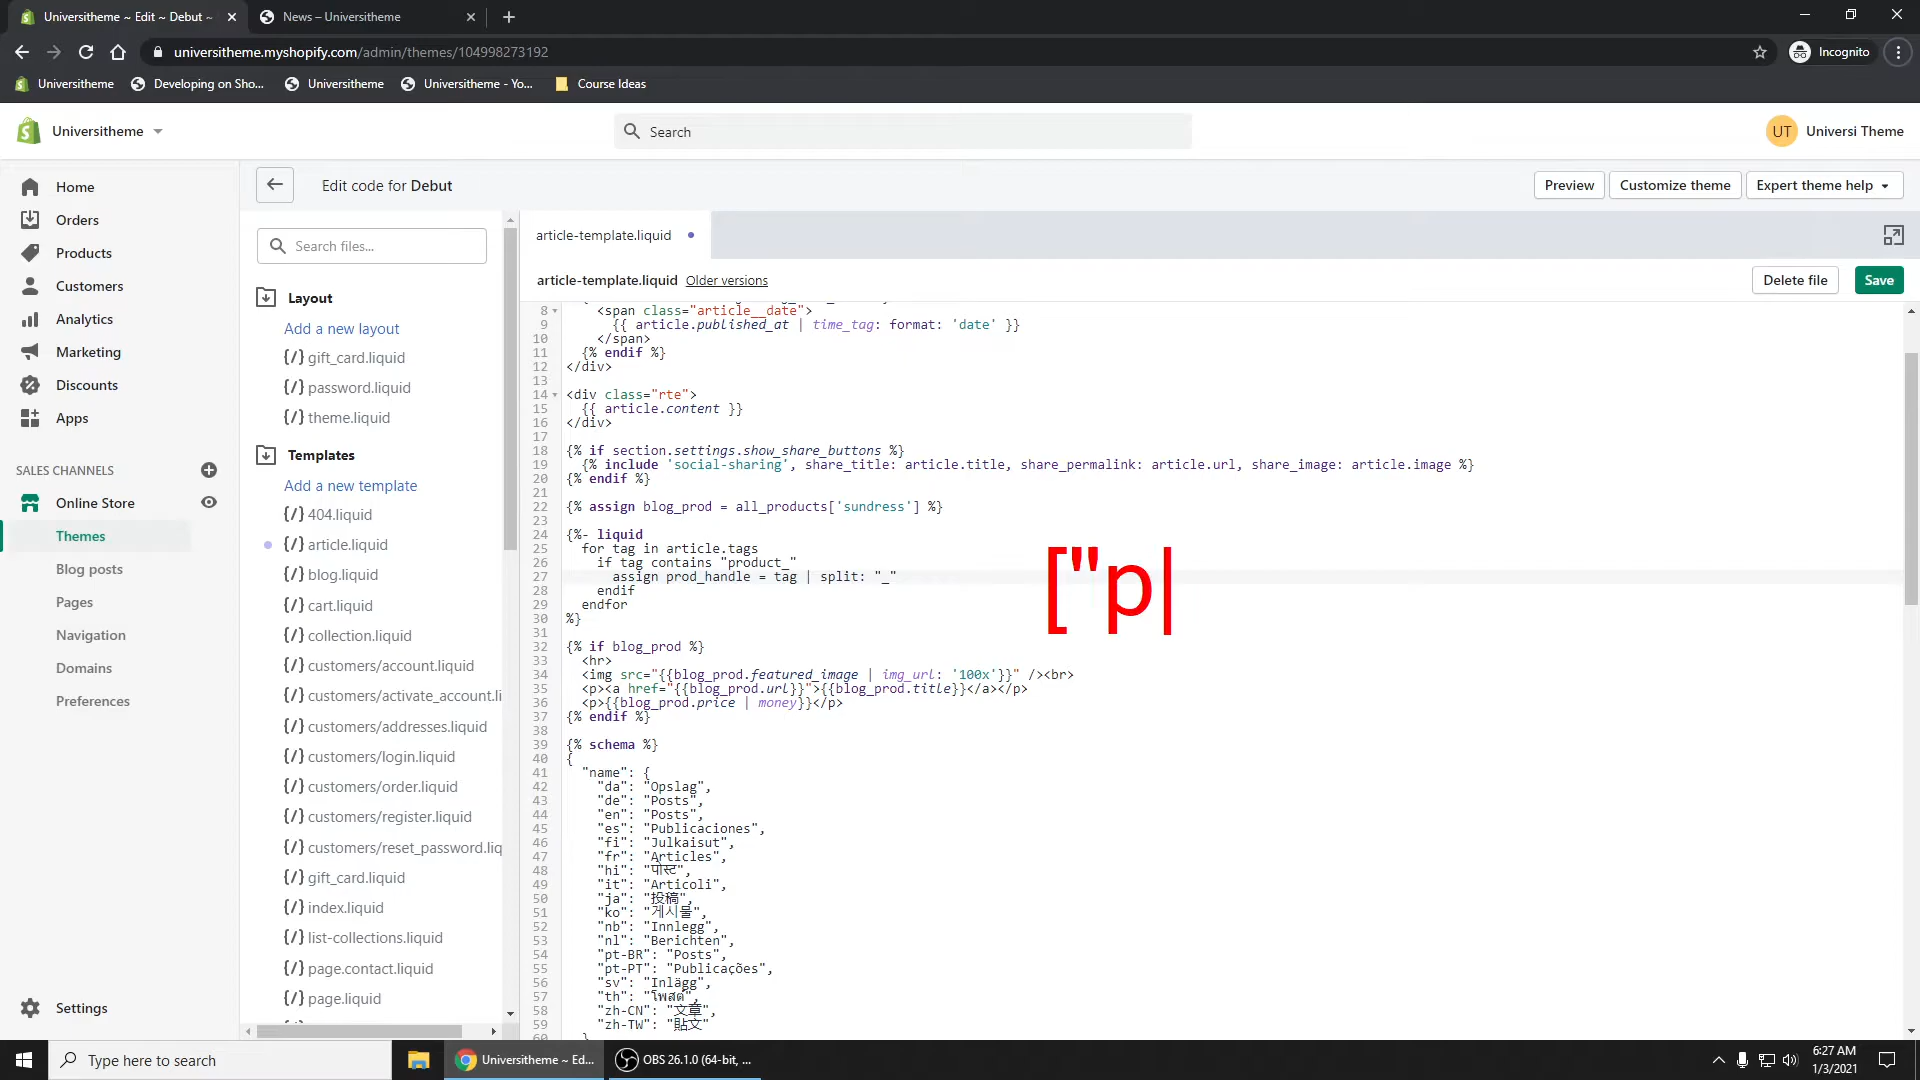 Universitheme ~ Edit ~ Debut ~
News – Universitheme
universitheme.myshopify.com/admin/themes/104998273192
Incognito
Universitheme
Developing on Sho...
Universitheme
Universitheme - Yo...
Course Ideas
Universitheme
Search
UT
Universi Theme
Home
Orders
Products
Customers
Analytics
Marketing
Discounts
Apps
SALES CHANNELS
Online Store
Themes
Blog posts
Pages
Navigation
Domains
Preferences
Settings
Edit code for Debut
Preview
Customize theme
Expert theme help
Search files...
Layout
Add a new layout
{/} gift_card.liquid
{/} password.liquid
{/} theme.liquid
Templates
Add a new template
{/} 404.liquid
{/} article.liquid
{/} blog.liquid
{/} cart.liquid
{/} collection.liquid
{/} customers/account.liquid
{/} customers/activate_account.li
{/} customers/addresses.liquid
{/} customers/login.liquid
{/} customers/order.liquid
{/} customers/register.liquid
{/} customers/reset_password.liq
{/} gift_card.liquid
{/} index.liquid
{/} list-collections.liquid
{/} page.contact.liquid
{/} page.liquid
article-template.liquid
article-template.liquid Older versions
Delete file
Save
8 <span class="article__date">
9 {{ article.published_at | time_tag: format: 'date' }}
10 </span>
11 {% endif %}
12 </div>
13
14 <div class="rte">
15 {{ article.content }}
16 </div>
17
18 {% if section.settings.show_share_buttons %}
19 {% include 'social-sharing', share_title: article.title, share_permalink: article.url, share_image: article.image %}
20 {% endif %}
21
22 {% assign blog_prod = all_products['sundress'] %}
23
24 {%- liquid
25 for tag in article.tags
26 if tag contains "product_"
27 assign prod_handle = tag | split: "_"
28 endif
29 endfor
30 %}
31
32 {% if blog_prod %}
33 <hr>
34 <img src="{{blog_prod.featured_image | img_url: '100x'}}" /><br>
35 <p><a href="{{blog_prod.url}}">{{blog_prod.title}}</a></p>
36 <p>{{blog_prod.price | money}}</p>
37 {% endif %}
38
39 {% schema %}
40 {
41 "name": {
42 "da": "Opslag",
43 "de": "Posts",
44 "en": "Posts",
45 "es": "Publicaciones",
46 "fi": "Julkaisut",
47 "fr": "Articles",
48 "hi": "पोस्ट",
49 "it": "Articoli",
50 "ja": "投稿",
51 "ko": "게시물",
52 "nb": "Innlegg",
53 "nl": "Berichten",
54 "pt-BR": "Posts",
55 "pt-PT": "Publicações",
56 "sv": "Inlägg",
57 "th": "โพสต์",
58 "zh-CN": "文章",
59 "zh-TW": "貼文"
60 }
["p|
Type here to search
Universitheme ~ Ed...
OBS 26.1.0 (64-bit, ...
6:27 AM
1/3/2021